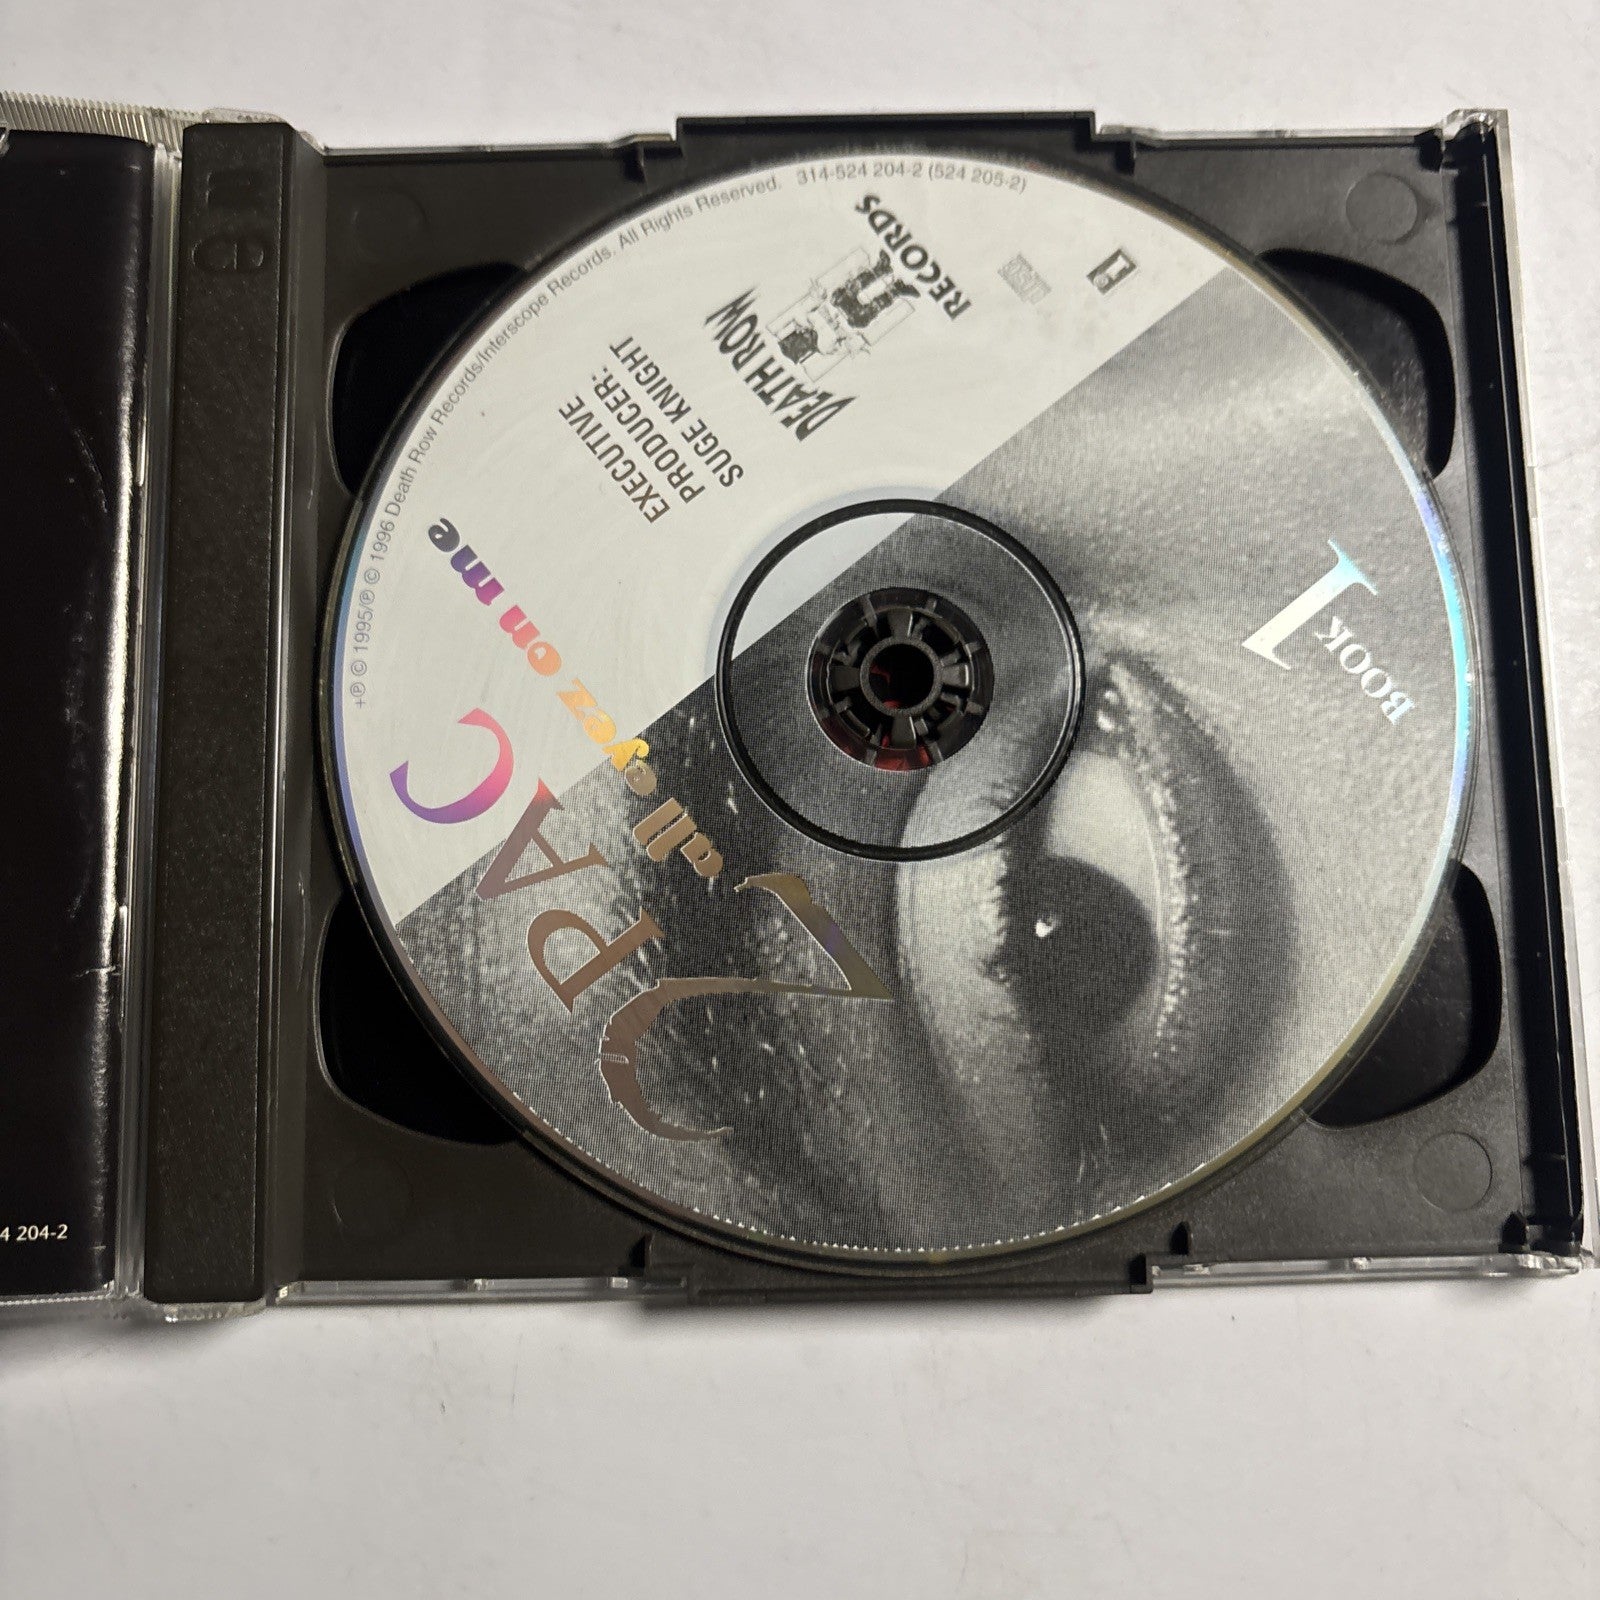 2PAC
all eyez on me
EXECUTIVE
PRODUCER:
SUGE KNIGHT
DEATH ROW
RECORDS
BOOK
1
+℗ © 1995/℗ © 1996 Death Row Records/Interscope Records. All Rights Reserved. 314-524 204-2 (524 205-2)
4 204-2